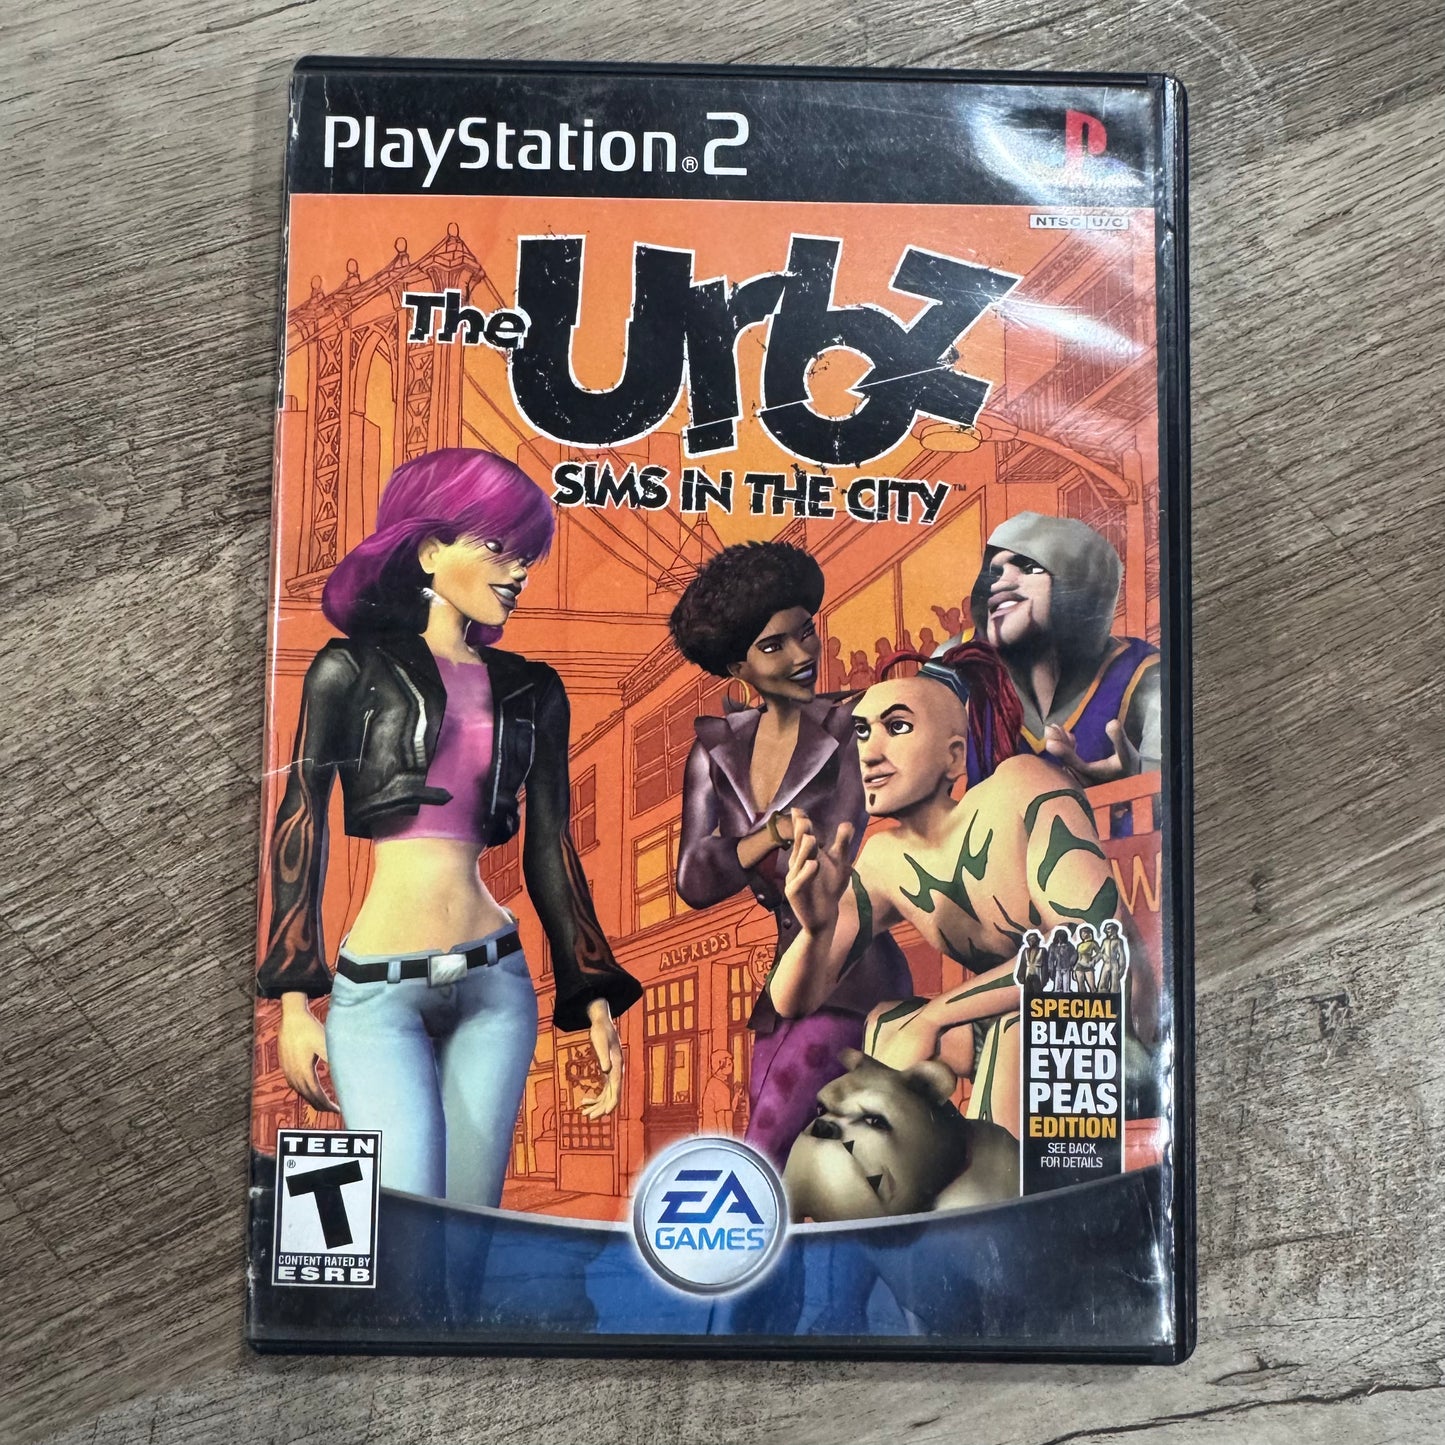 PlayStation®2
NTSC U/C
The Urbz
SIMS IN THE CITY™
ALFRED'S
W
SPECIAL
BLACK
EYED
PEAS
EDITION
SEE BACK
FOR DETAILS
TEEN
®
T
CONTENT RATED BY
ESRB
EA
GAMES